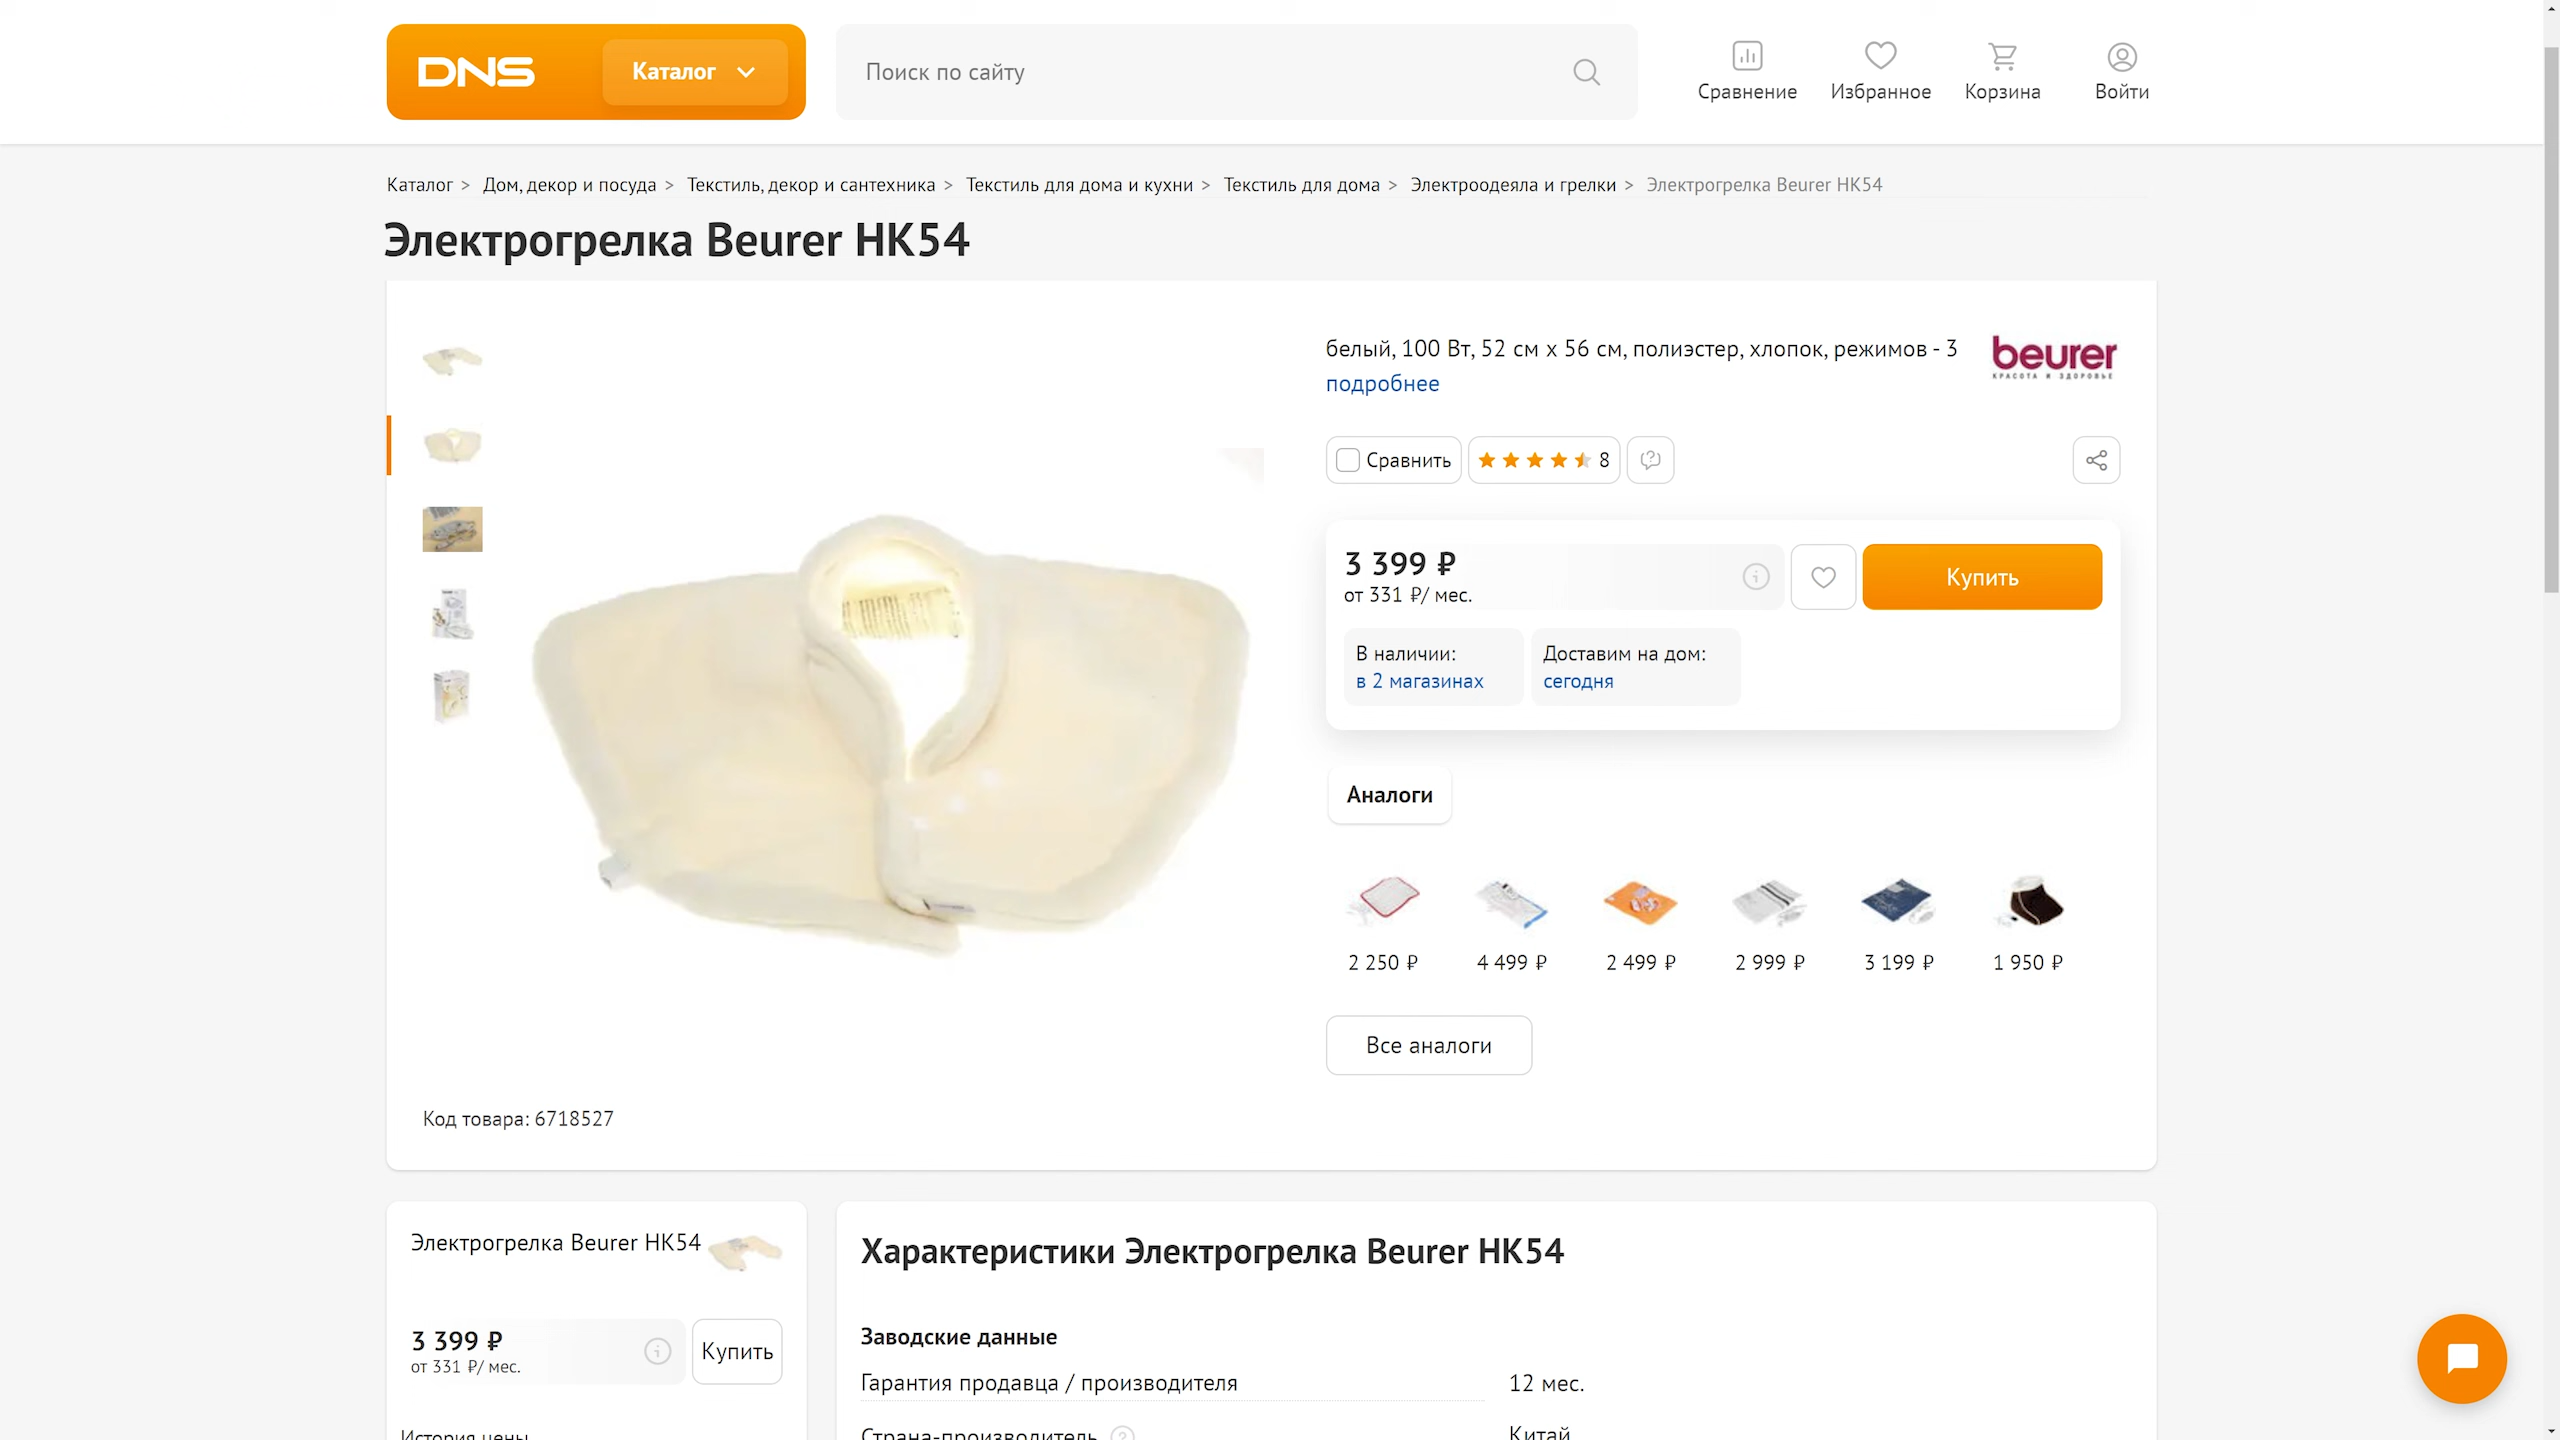 DNS
Каталог
Поиск по сайту
Сравнение
Избранное
Корзина
Войти
Каталог > Дом, декор и посуда > Текстиль, декор и сантехника > Текстиль для дома и кухни > Текстиль для дома > Электроодеяла и грелки > Электрогрелка Beurer HK54
Электрогрелка Beurer HK54
белый, 100 Вт, 52 см x 56 см, полиэстер, хлопок, режимов - 3
подробнее
beurer
КРАСОТА И ЗДОРОВЬЕ
Сравнить
8
3 399 ₽
от 331 ₽/ мес.
Купить
В наличии:
в 2 магазинах
Доставим на дом:
сегодня
Аналоги
2 250 ₽
4 499 ₽
2 499 ₽
2 999 ₽
3 199 ₽
1 950 ₽
Все аналоги
Код товара: 6718527
Электрогрелка Beurer HK54
3 399 ₽
от 331 ₽/ мес.
Купить
История цены
Характеристики Электрогрелка Beurer HK54
Заводские данные
Гарантия продавца / производителя
12 мес.
Страна-производитель
Китай